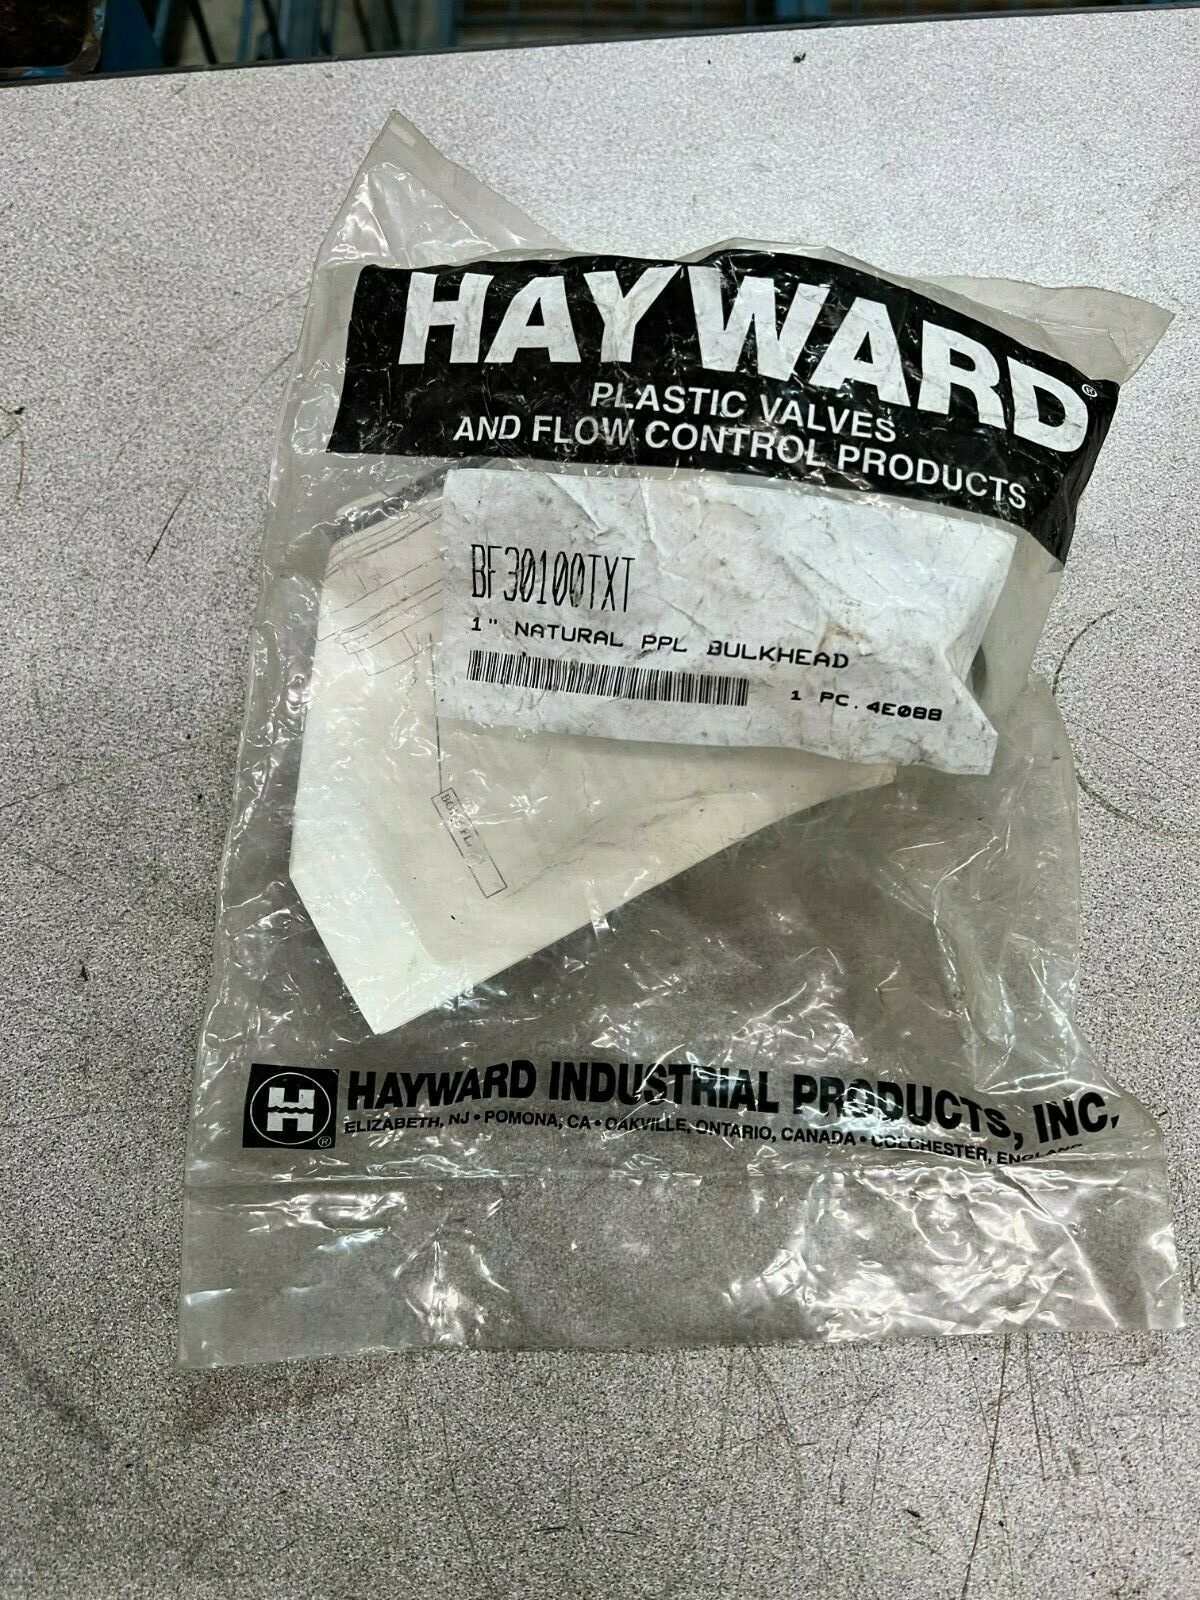 HAYWARD®
PLASTIC VALVES
AND FLOW CONTROL PRODUCTS
BF30100TXT
1" NATURAL PPL BULKHEAD
1 PC. 4E088
H ®
HAYWARD INDUSTRIAL PRODUCTS, INC.
ELIZABETH, NJ • POMONA, CA • OAKVILLE, ONTARIO, CANADA • COLCHESTER, ENGLAND